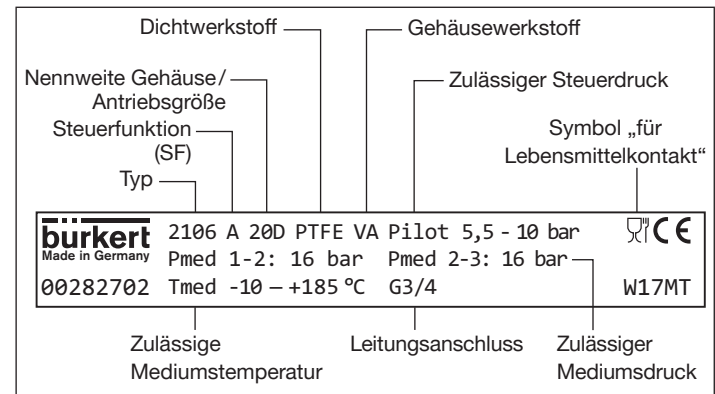 Dichtwerkstoff
Gehäusewerkstoff
Nennweite Gehäuse/
Antriebsgröße
Zulässiger Steuerdruck
Steuerfunktion
(SF)
Symbol „für
Lebensmittelkontakt“
Typ
bürkert 2106 A 20D PTFE VA Pilot 5,5 - 10 bar CE
Made in Germany Pmed 1-2: 16 bar Pmed 2-3: 16 bar
00282702 Tmed -10 – +185 °C G3/4 W17MT
Zulässige
Mediumstemperatur
Leitungsanschluss
Zulässiger
Mediumsdruck